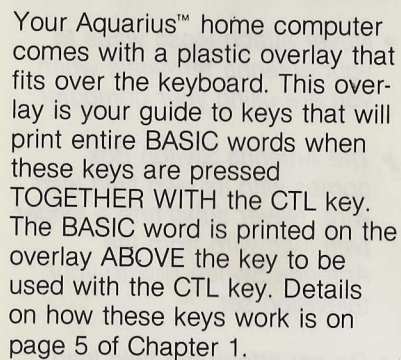 Your Aquarius™ home computer
comes with a plastic overlay that
fits over the keyboard. This over-
lay is your guide to keys that will
print entire BASIC words when
these keys are pressed
TOGETHER WITH the CTL key.
The BASIC word is printed on the
overlay ABOVE the key to be
used with the CTL key. Details
on how these keys work is on
page 5 of Chapter 1.